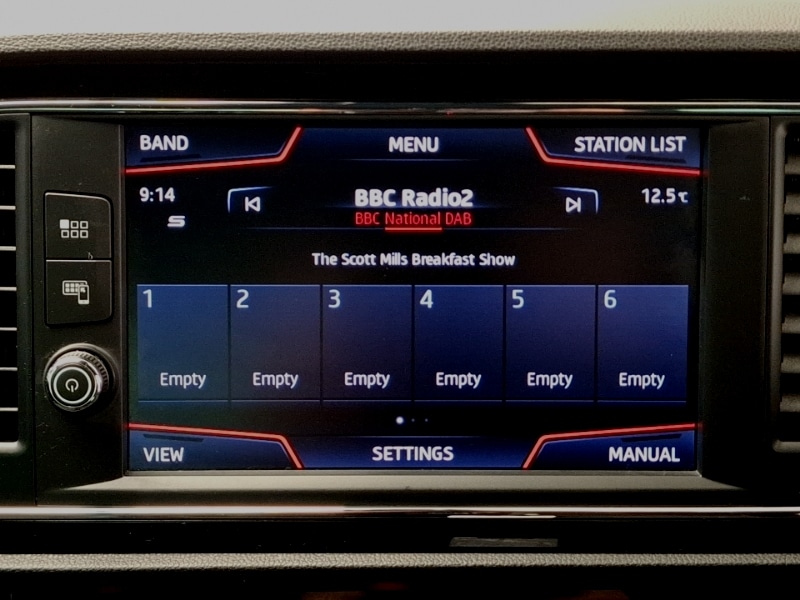 BAND MENU STATION LIST
9:14 BBC Radio2 12.5°c
BBC National DAB
The Scott Mills Breakfast Show
1 2 3 4 5 6
Empty Empty Empty Empty Empty Empty
VIEW SETTINGS MANUAL